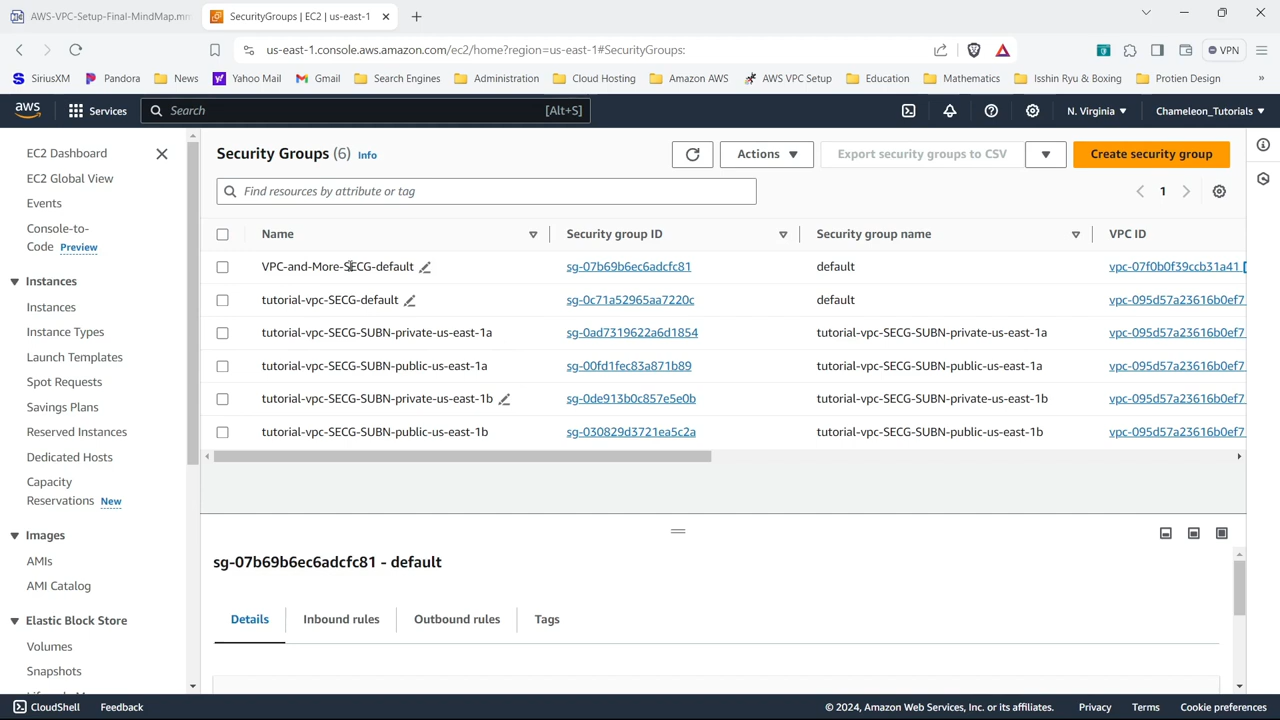 AWS-VPC-Setup-Final-MindMap.mm
SecurityGroups | EC2 | us-east-1
us-east-1.console.aws.amazon.com/ec2/home?region=us-east-1#SecurityGroups:
VPN
SiriusXM Pandora News Yahoo Mail Gmail Search Engines Administration Cloud Hosting Amazon AWS AWS VPC Setup Education Mathematics Isshin Ryu & Boxing Protien Design »
aws Services Search [Alt+S] N. Virginia Chameleon_Tutorials
EC2 Dashboard
EC2 Global View
Events
Console-to-
Code Preview
Instances
Instances
Instance Types
Launch Templates
Spot Requests
Savings Plans
Reserved Instances
Dedicated Hosts
Capacity
Reservations New
Images
AMIs
AMI Catalog
Elastic Block Store
Volumes
Snapshots
Security Groups (6) Info
Actions Export security groups to CSV Create security group
Find resources by attribute or tag
1
Name Security group ID Security group name VPC ID
VPC-and-More-SECG-default sg-07b69b6ec6adcfc81 default vpc-07f0b0f39ccb31a41
tutorial-vpc-SECG-default sg-0c71a52965aa7220c default vpc-095d57a23616b0ef7
tutorial-vpc-SECG-SUBN-private-us-east-1a sg-0ad7319622a6d1854 tutorial-vpc-SECG-SUBN-private-us-east-1a vpc-095d57a23616b0ef7
tutorial-vpc-SECG-SUBN-public-us-east-1a sg-00fd1fec83a871b89 tutorial-vpc-SECG-SUBN-public-us-east-1a vpc-095d57a23616b0ef7
tutorial-vpc-SECG-SUBN-private-us-east-1b sg-0de913b0c857e5e0b tutorial-vpc-SECG-SUBN-private-us-east-1b vpc-095d57a23616b0ef7
tutorial-vpc-SECG-SUBN-public-us-east-1b sg-030829d3721ea5c2a tutorial-vpc-SECG-SUBN-public-us-east-1b vpc-095d57a23616b0ef7
sg-07b69b6ec6adcfc81 - default
Details Inbound rules Outbound rules Tags
CloudShell Feedback © 2024, Amazon Web Services, Inc. or its affiliates. Privacy Terms Cookie preferences